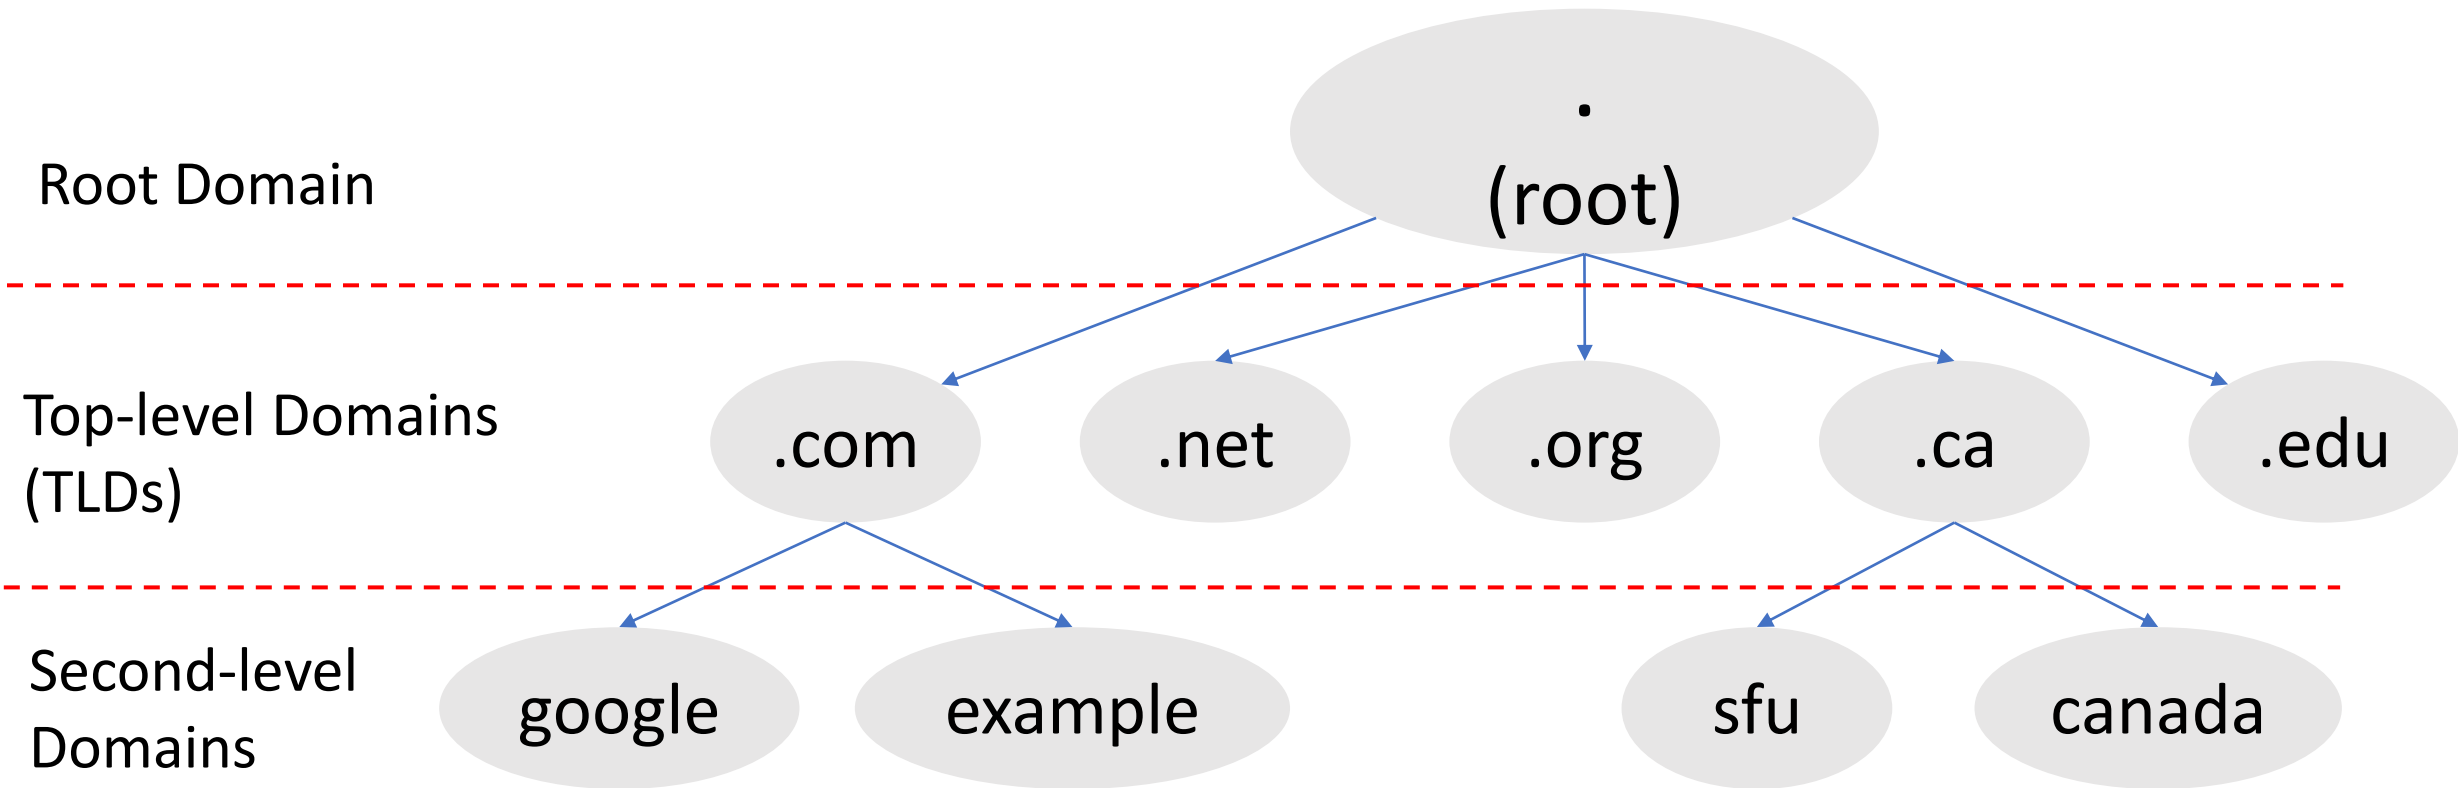 .
(root)
Root Domain
Top-level Domains
(TLDs)
.com
.net
.org
.ca
.edu
Second-level
Domains
google
example
sfu
canada